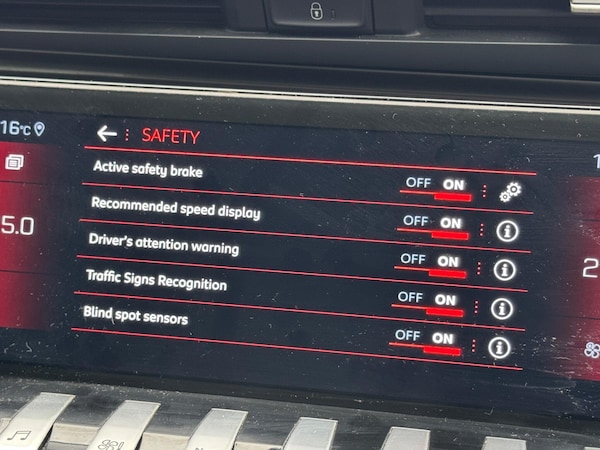 16°C
SAFETY
Active safety brake OFF ON
Recommended speed display OFF ON
Driver's attention warning OFF ON
Traffic Signs Recognition OFF ON
Blind spot sensors OFF ON
5.0